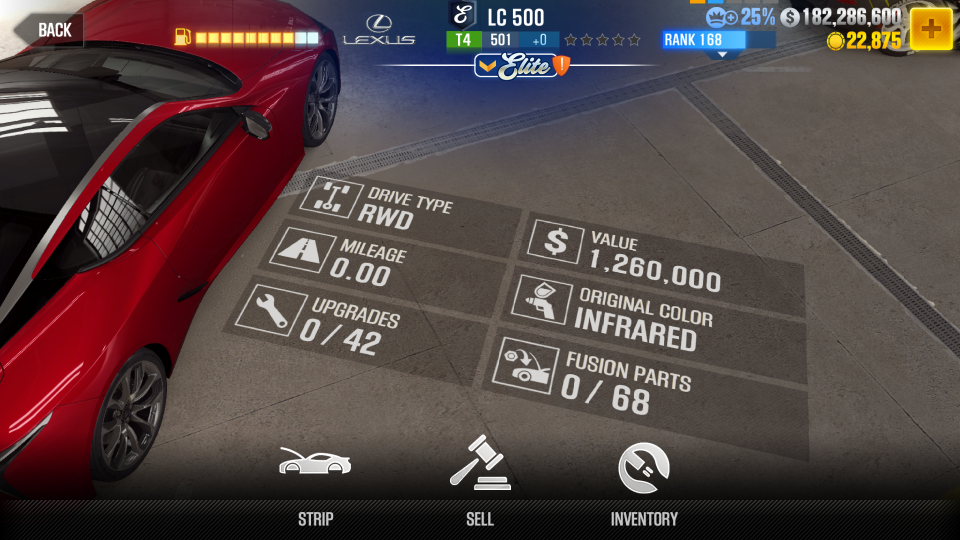 BACK
LEXUS
LC 500
T4 501 +0
Elite
25%
$ 182,286,600
RANK 168
22,875
DRIVE TYPE
RWD
MILEAGE
0.00
UPGRADES
0 / 42
$ VALUE
1,260,000
ORIGINAL COLOR
INFRARED
FUSION PARTS
0 / 68
STRIP
SELL
INVENTORY